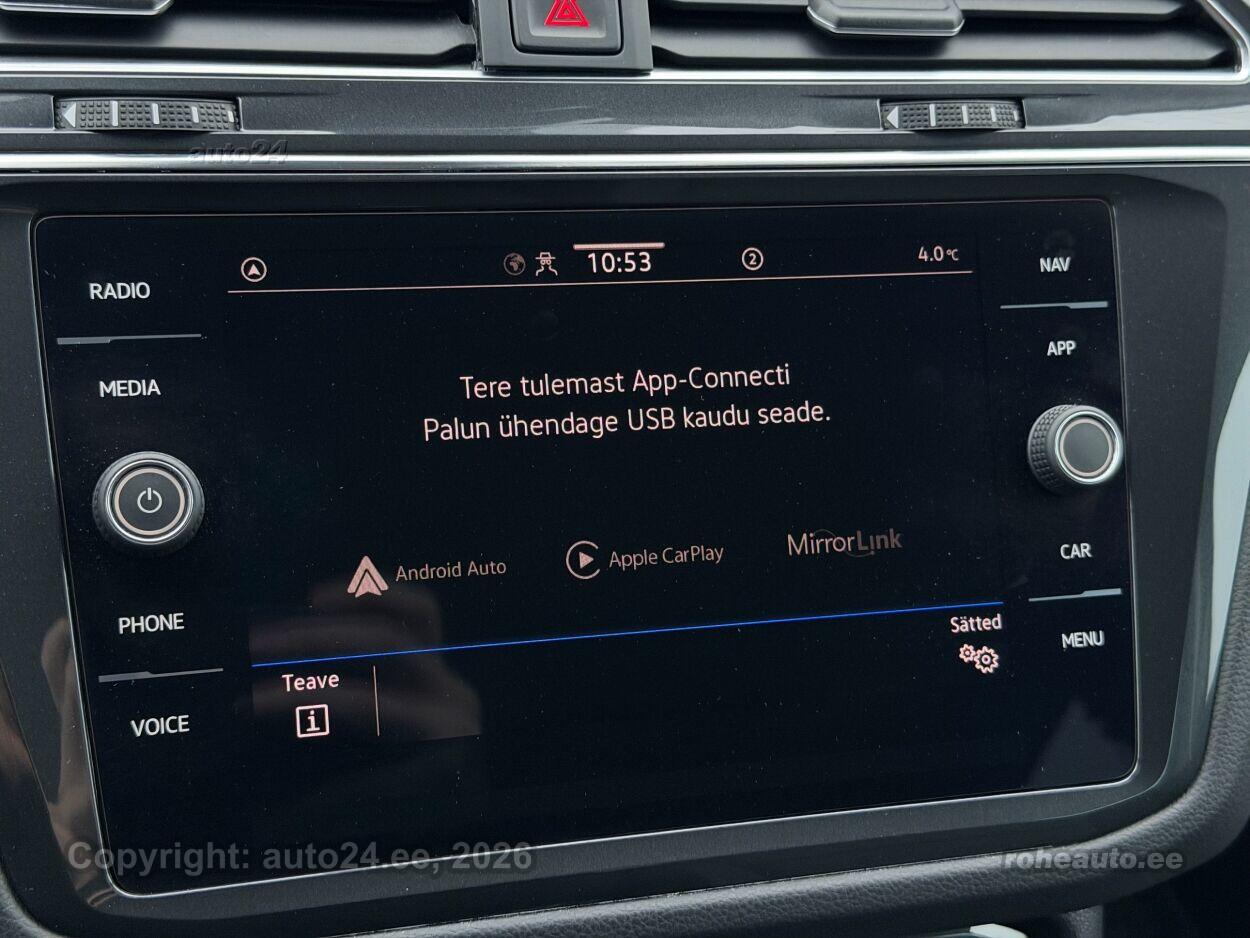 auto24
RADIO
MEDIA
PHONE
VOICE
10:53
2
4.0°C
Tere tulemast App-Connecti
Palun ühendage USB kaudu seade.
Android Auto
Apple CarPlay
MirrorLink
Teave
i
Sätted
NAV
APP
CAR
MENU
Copyright: auto24.ee, 2026
roheauto.ee